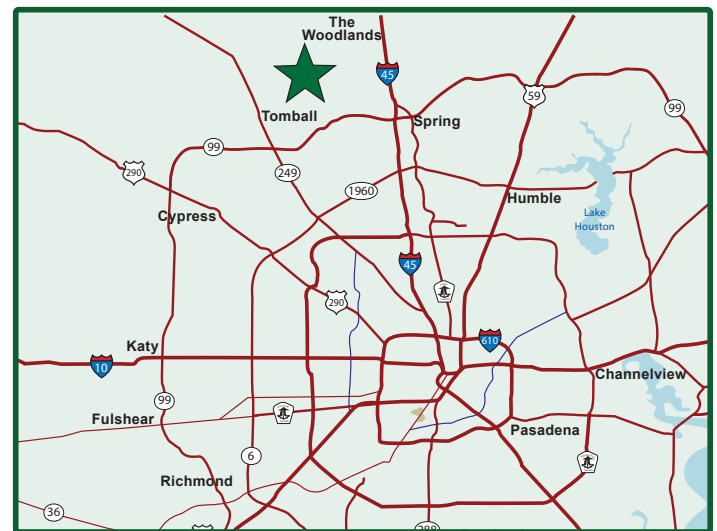 The
Woodlands
45
59
99
Tomball
Spring
99
290
249
1960
Humble
Cypress
Lake
Houston
45
290
610
Katy
10
Channelview
99
Fulshear
Pasadena
6
Richmond
36
288